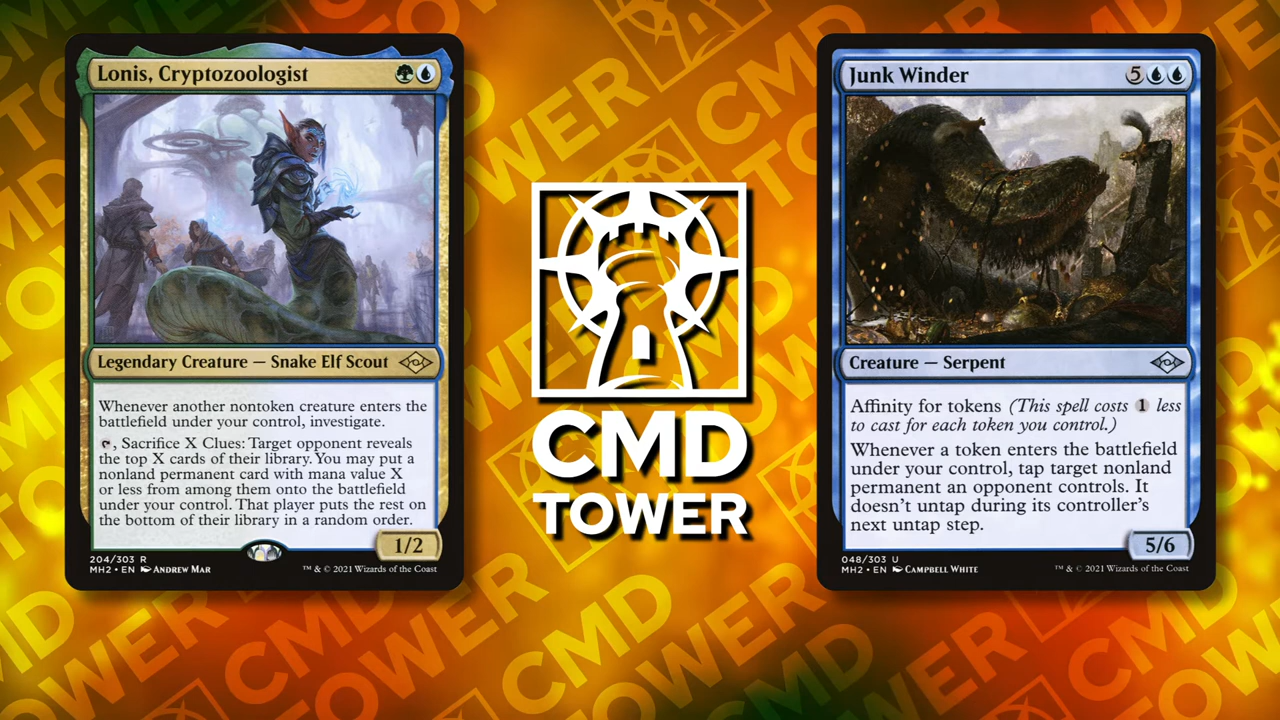 Lonis, Cryptozoologist
Legendary Creature — Snake Elf Scout
Whenever another nontoken creature enters the
battlefield under your control, investigate.
, Sacrifice X Clues: Target opponent reveals
the top X cards of their library. You may put a
nonland permanent card with mana value X
or less from among them onto the battlefield
under your control. That player puts the rest on
the bottom of their library in a random order.
1/2
204/303 R
MH2 • EN Andrew Mar
™ & © 2021 Wizards of the Coast
CMD
TOWER
Junk Winder
5
Creature — Serpent
Affinity for tokens (This spell costs 1 less
to cast for each token you control.)
Whenever a token enters the battlefield
under your control, tap target nonland
permanent an opponent controls. It
doesn't untap during its controller's
next untap step.
5/6
048/303 U
MH2 • EN Campbell White
™ & © 2021 Wizards of the Coast